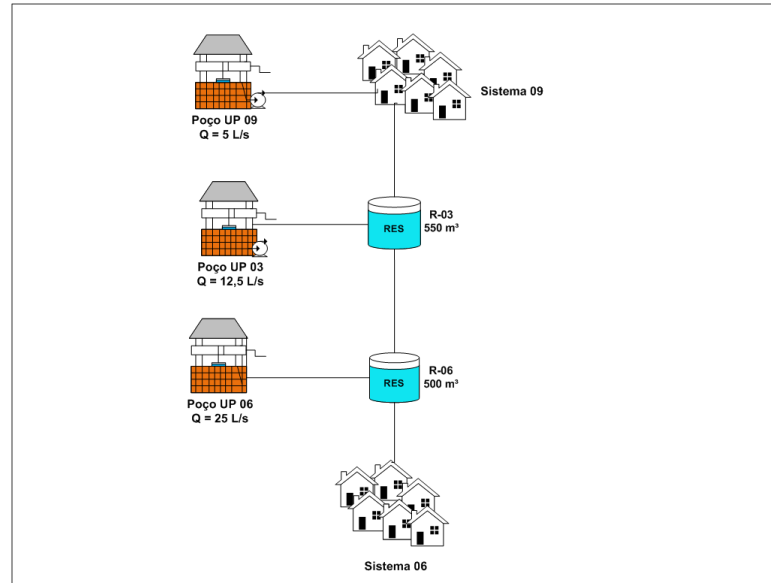 Poço UP 09
Q = 5 L/s
Sistema 09
Poço UP 03
Q = 12,5 L/s
RES
R-03
550 m³
Poço UP 06
Q = 25 L/s
RES
R-06
500 m³
Sistema 06